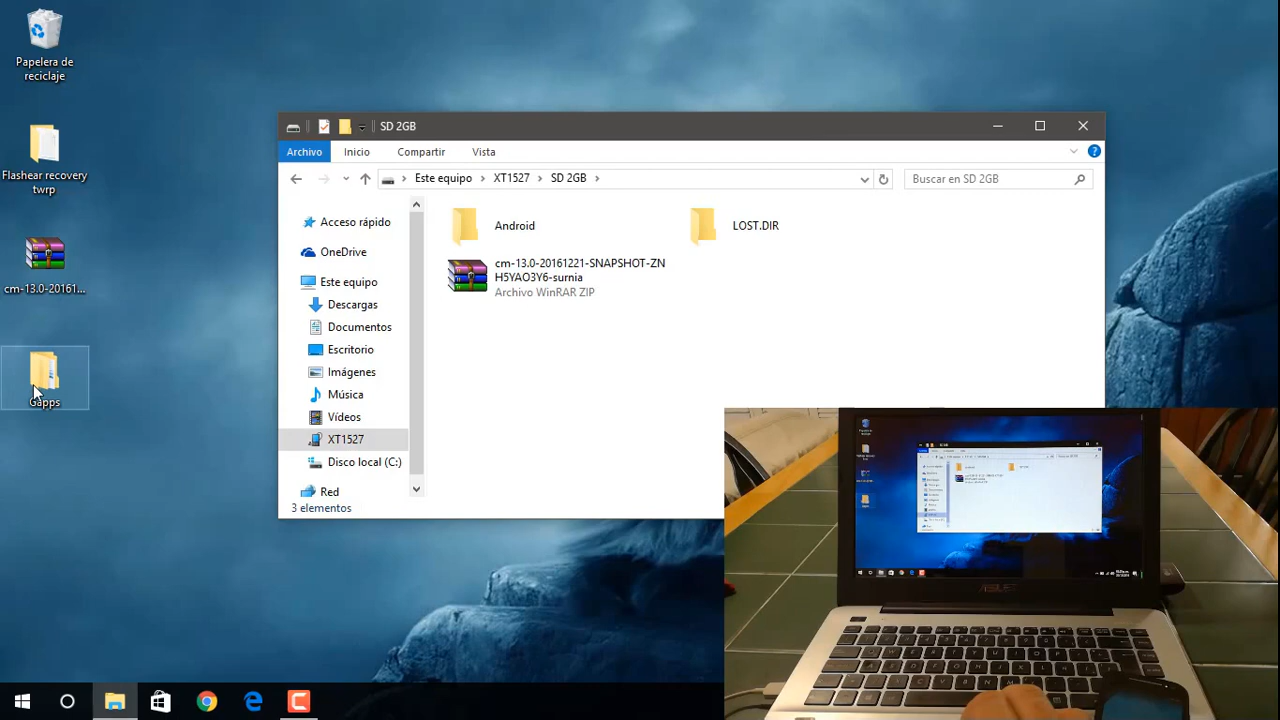 Papelera de
reciclaje
Flashear recovery
twrp
cm-13.0-20161...
Gapps
SD 2GB
Archivo
Inicio
Compartir
Vista
Este equipo
XT1527
SD 2GB
Buscar en SD 2GB
Acceso rápido
OneDrive
Este equipo
Descargas
Documentos
Escritorio
Imágenes
Música
Vídeos
XT1527
Disco local (C:)
Red
Android
LOST.DIR
cm-13.0-20161221-SNAPSHOT-ZN
H5YAO3Y6-surnia
Archivo WinRAR ZIP
3 elementos